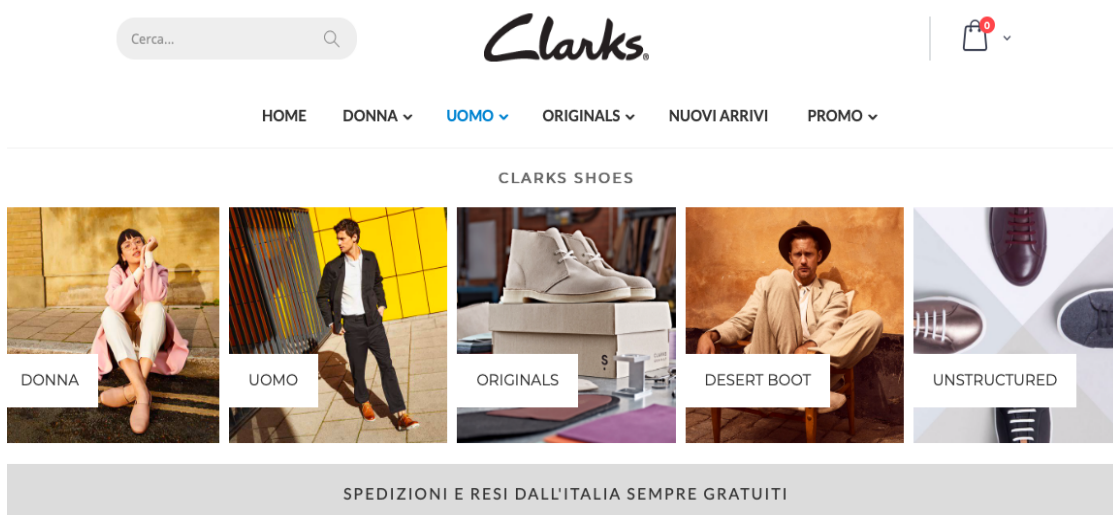 Cerca...
Clarks®
0
HOME DONNA UOMO ORIGINALS NUOVI ARRIVI PROMO
CLARKS SHOES
DONNA
UOMO
ORIGINALS
DESERT BOOT
UNSTRUCTURED
SPEDIZIONI E RESI DALL'ITALIA SEMPRE GRATUITI